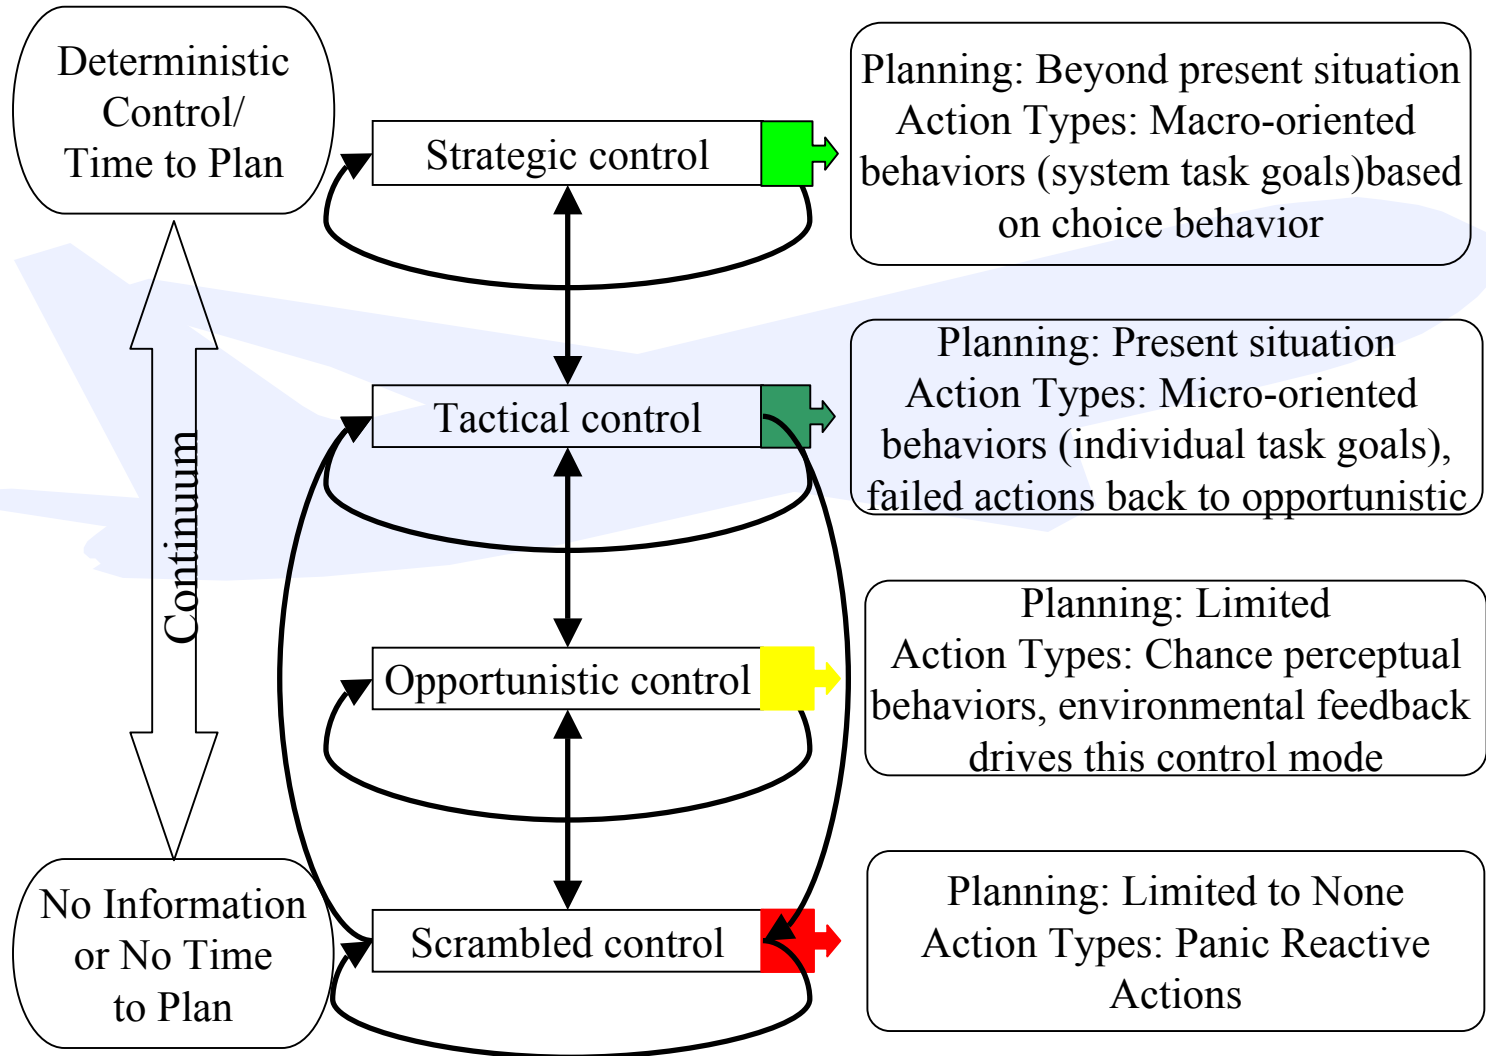 Deterministic
Control/
Time to Plan
Strategic control
Planning: Beyond present situation
Action Types: Macro-oriented
behaviors (system task goals)based
on choice behavior
Continuum
Tactical control
Planning: Present situation
Action Types: Micro-oriented
behaviors (individual task goals),
failed actions back to opportunistic
Opportunistic control
Planning: Limited
Action Types: Chance perceptual
behaviors, environmental feedback
drives this control mode
No Information
or No Time
to Plan
Scrambled control
Planning: Limited to None
Action Types: Panic Reactive
Actions